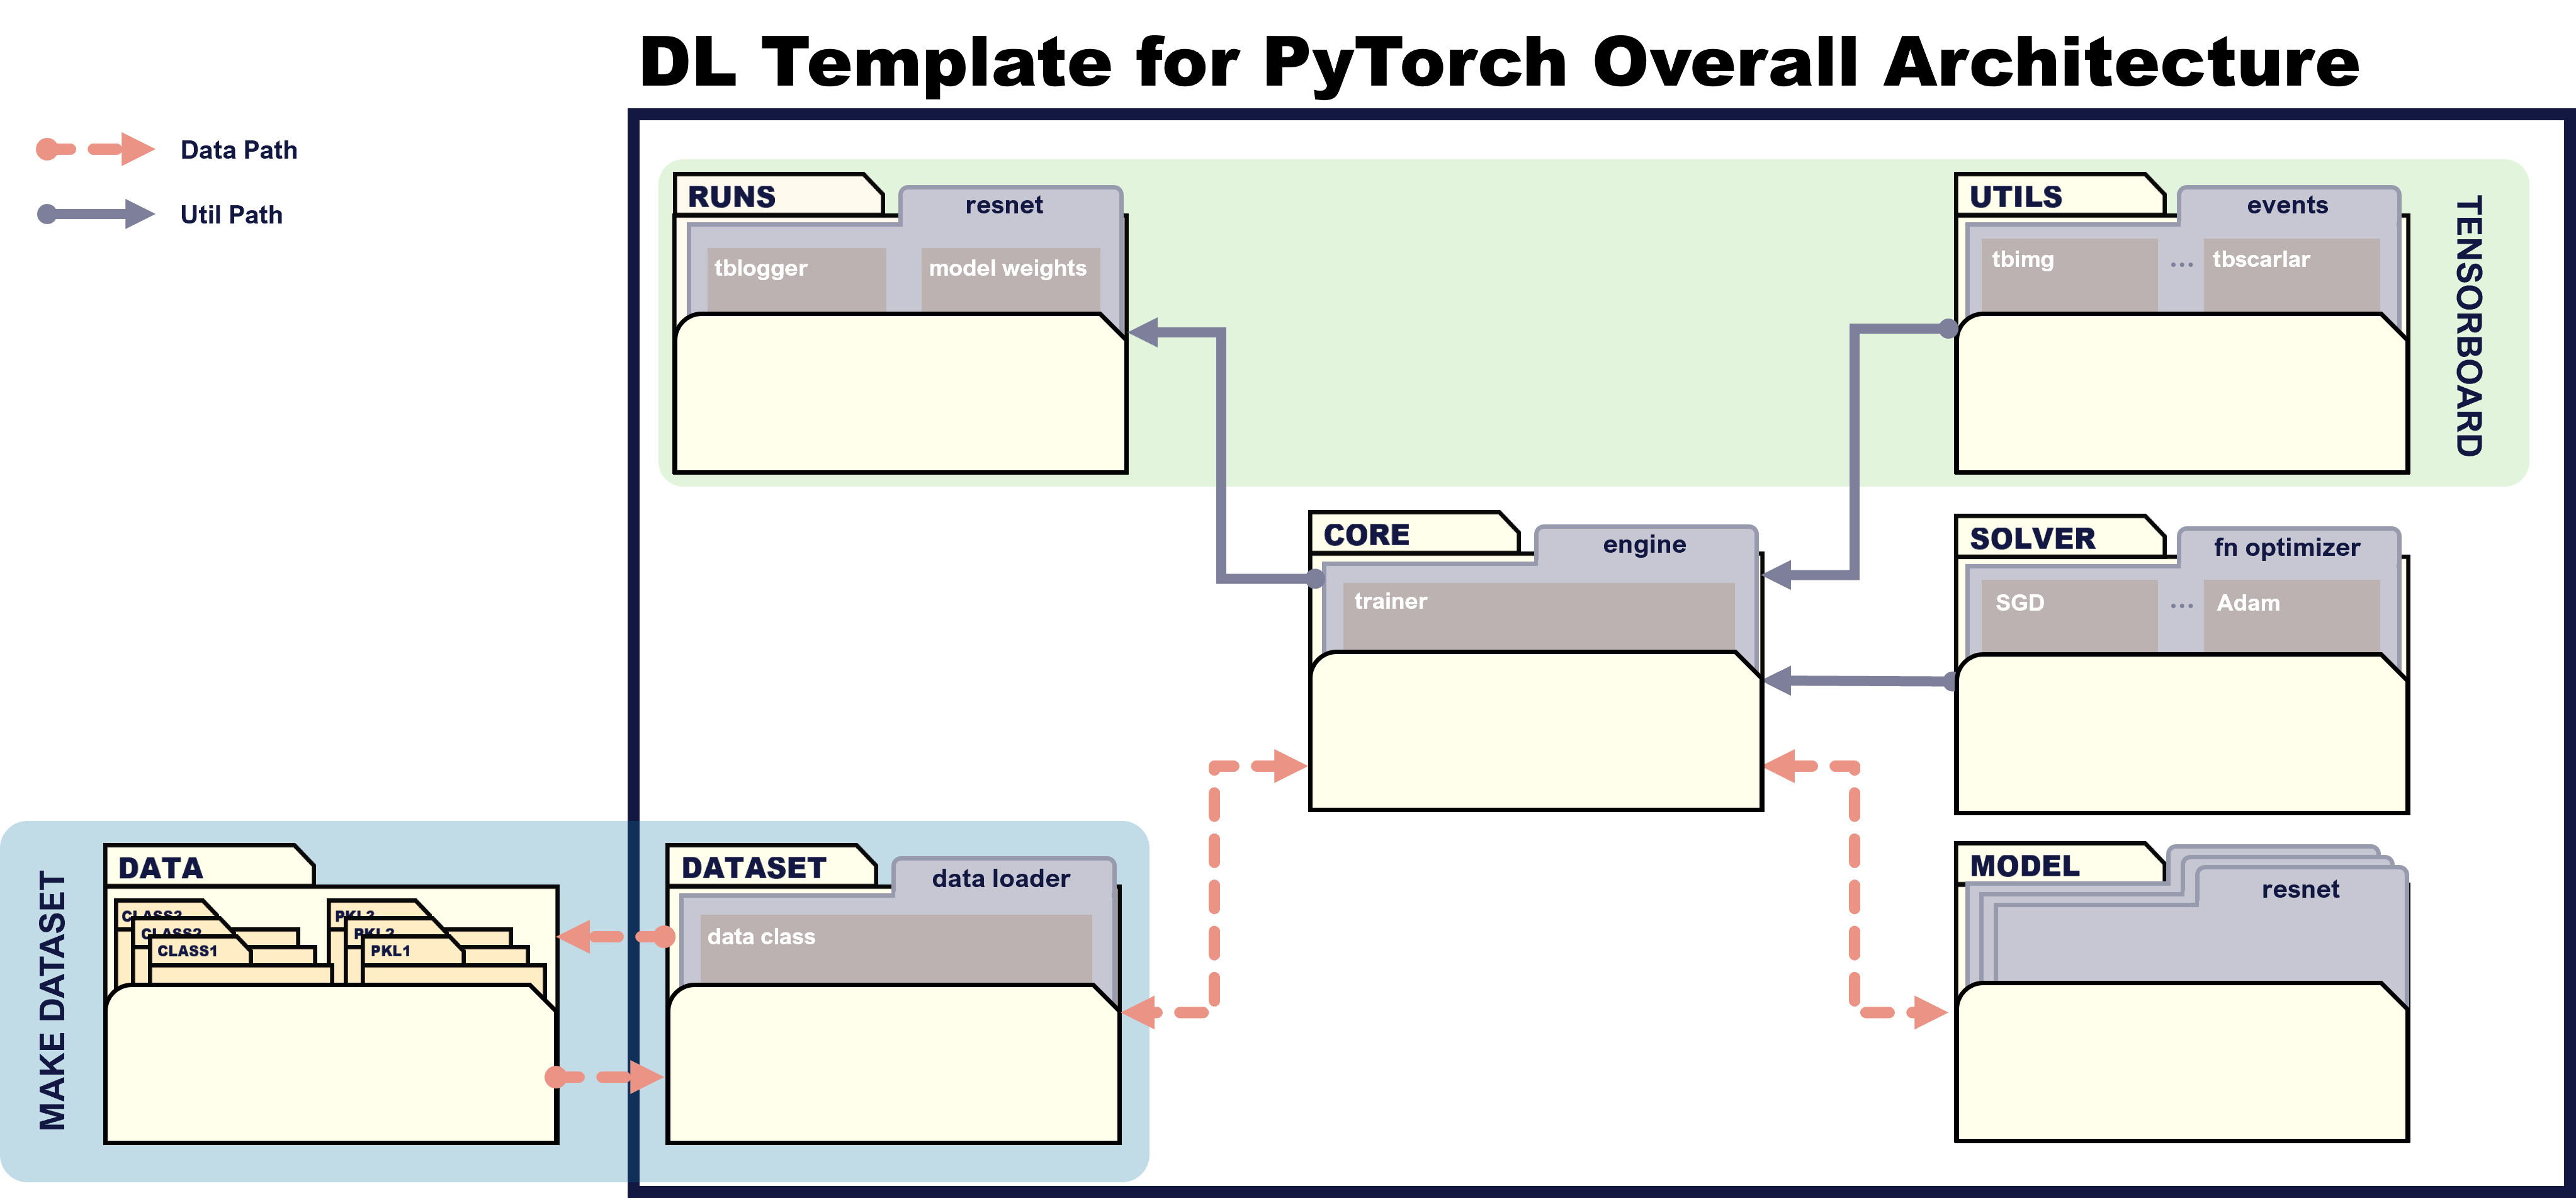 DL Template for PyTorch Overall Architecture
Data Path
Util Path
RUNS
resnet
tblogger
model weights
UTILS
events
tbimg
...
tbscarlar
TENSORBOARD
CORE
engine
trainer
SOLVER
fn optimizer
SGD
...
Adam
MAKE DATASET
DATA
CLASS2
CLASS1
PKL2
PKL1
DATASET
data loader
data class
MODEL
resnet